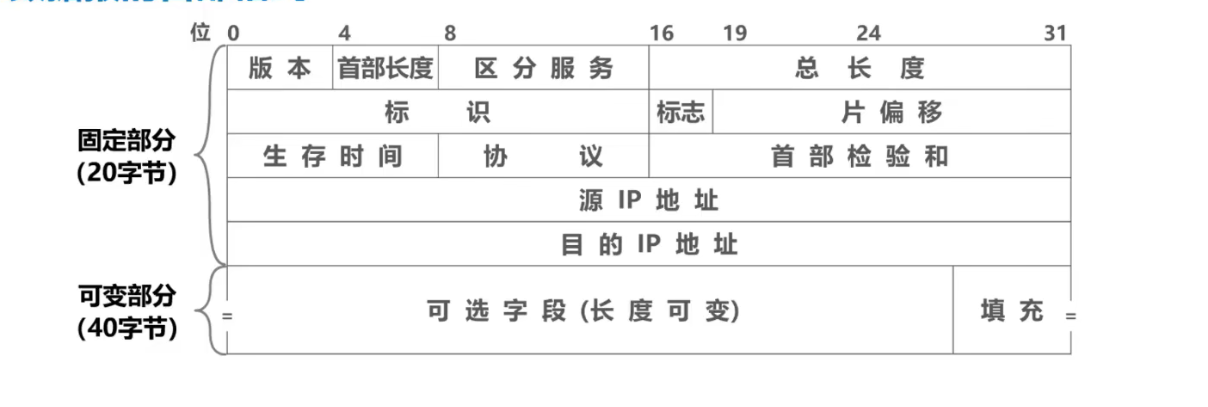 位 0 4 8 16 19 24 31
版本 首部长度 区分服务 总长度
标识 标志 片偏移
固定部分
(20字节)
生存时间 协议 首部检验和
源 IP 地址
目的 IP 地址
可变部分
(40字节)
可选字段 (长度可变) 填充
= =